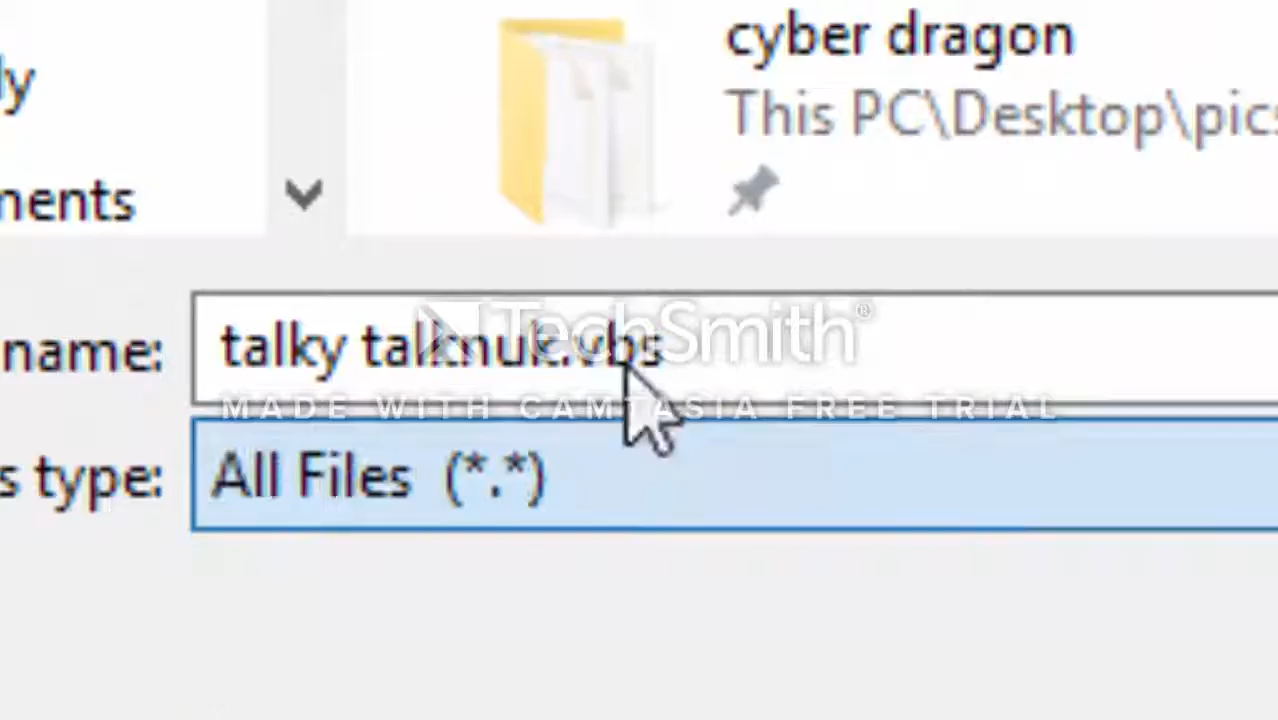 cyber dragon
ly
This PC\Desktop\pics
ments
TechSmith®
name: talky talknuk.vbs
MADE WITH CAMTASIA FREE TRIAL
s type: All Files (*.*)